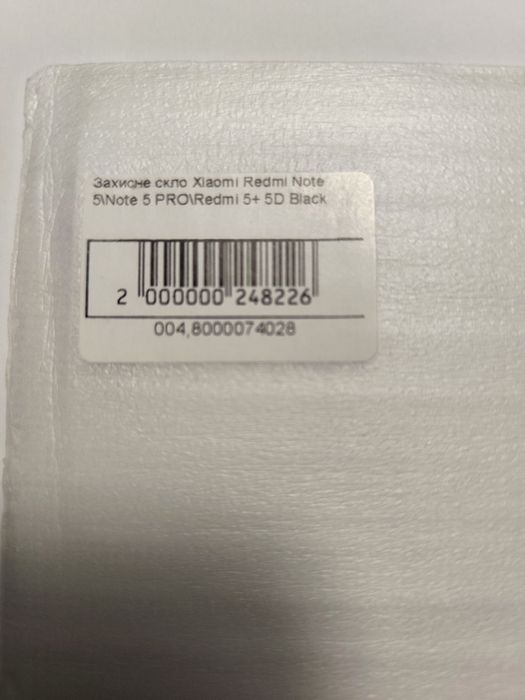 Захисне скло Xiaomi Redmi Note
5\Note 5 PRO\Redmi 5+ 5D Black
2 000000 248226
004,8000074028